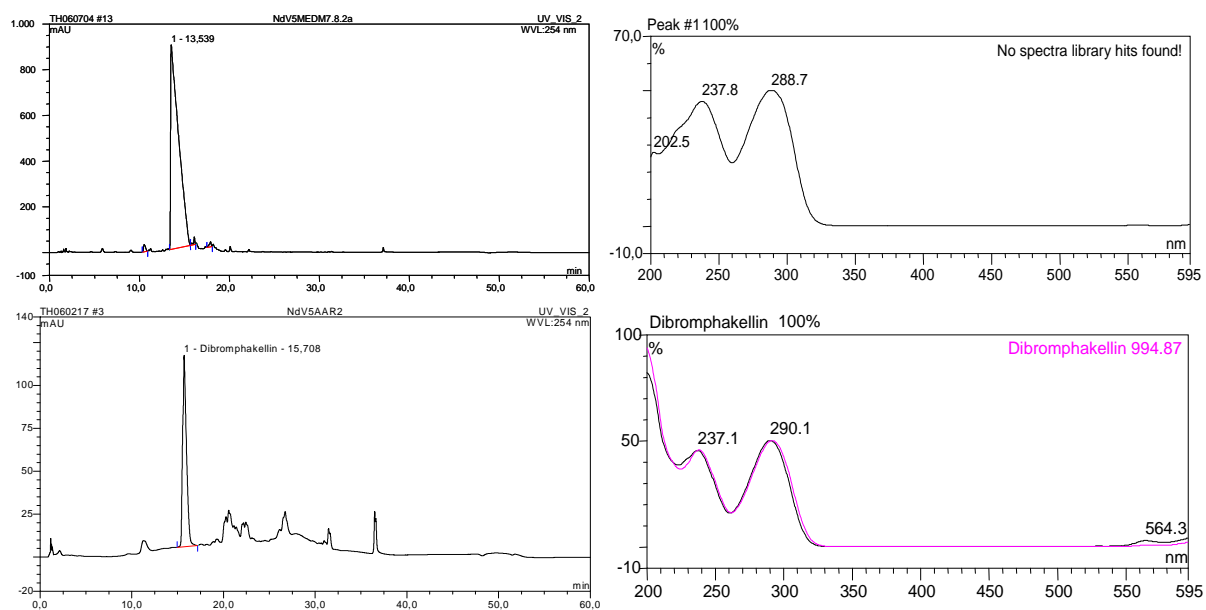 TH060704 #13 NdV5MEDM7.8.2a UV_VIS_2
mAU WVL:254 nm
1 - 13,539
1.000
800
600
400
200
0
-100
min
0,0 10,0 20,0 30,0 40,0 50,0 60,0
Peak #1 100%
70,0
%
No spectra library hits found!
202.5
237.8
288.7
-10,0
nm
200 250 300 350 400 450 500 550 595
TH060217 #3 NdV5AAR2 UV_VIS_2
mAU WVL:254 nm
1 - Dibromphakellin - 15,708
140
100
75
50
25
0
-20
min
0,0 10,0 20,0 30,0 40,0 50,0 60,0
Dibromphakellin 100%
100
%
Dibromphakellin 994.87
237.1
290.1
50
564.3
-10
nm
200 250 300 350 400 450 500 550 595